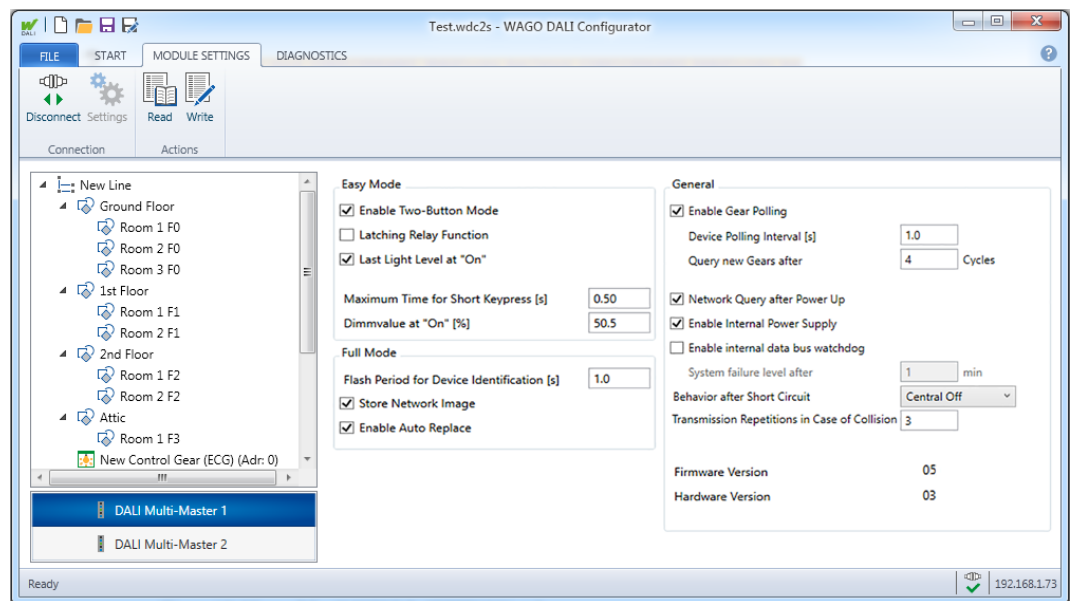 DALI
Test.wdc2s - WAGO DALI Configurator
FILE START MODULE SETTINGS DIAGNOSTICS
Disconnect Settings Read Write
Connection Actions
New Line
Ground Floor
Room 1 F0
Room 2 F0
Room 3 F0
1st Floor
Room 1 F1
Room 2 F1
2nd Floor
Room 1 F2
Room 2 F2
Attic
Room 1 F3
New Control Gear (ECG) (Adr: 0)
DALI Multi-Master 1
DALI Multi-Master 2
Easy Mode
Enable Two-Button Mode
Latching Relay Function
Last Light Level at "On"
Maximum Time for Short Keypress [s] 0.50
Dimmvalue at "On" [%] 50.5
Full Mode
Flash Period for Device Identification [s] 1.0
Store Network Image
Enable Auto Replace
General
Enable Gear Polling
Device Polling Interval [s] 1.0
Query new Gears after 4 Cycles
Network Query after Power Up
Enable Internal Power Supply
Enable internal data bus watchdog
System failure level after 1 min
Behavior after Short Circuit Central Off
Transmission Repetitions in Case of Collision 3
Firmware Version 05
Hardware Version 03
Ready 192.168.1.73